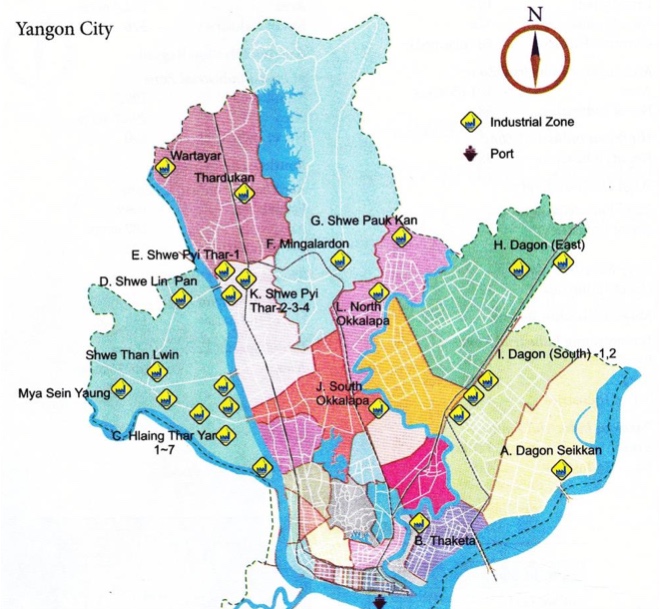 Yangon City
N
Industrial Zone
Port
Wartayar
Thardukan
G. Shwe Pauk Kan
E. Shwe Pyi Thar-1
F. Mingalardon
H. Dagon (East)
D. Shwe Lin Pan
K. Shwe Pyi
Thar-2-3-4
L. North
Okkalapa
Shwe Than Lwin
I. Dagon (South) -1,2
Mya Sein Yaung
J. South
Okkalapa
C. Hlaing Thar Yar
1~7
A. Dagon Seikkan
B. Thaketa